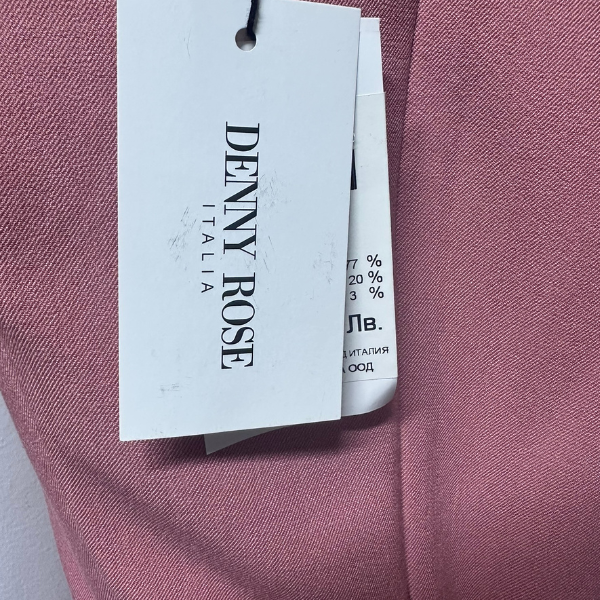 DENNY ROSE
ITALIA
77 %
20 %
3 %
Лв.
ИТАЛИЯ
ООД